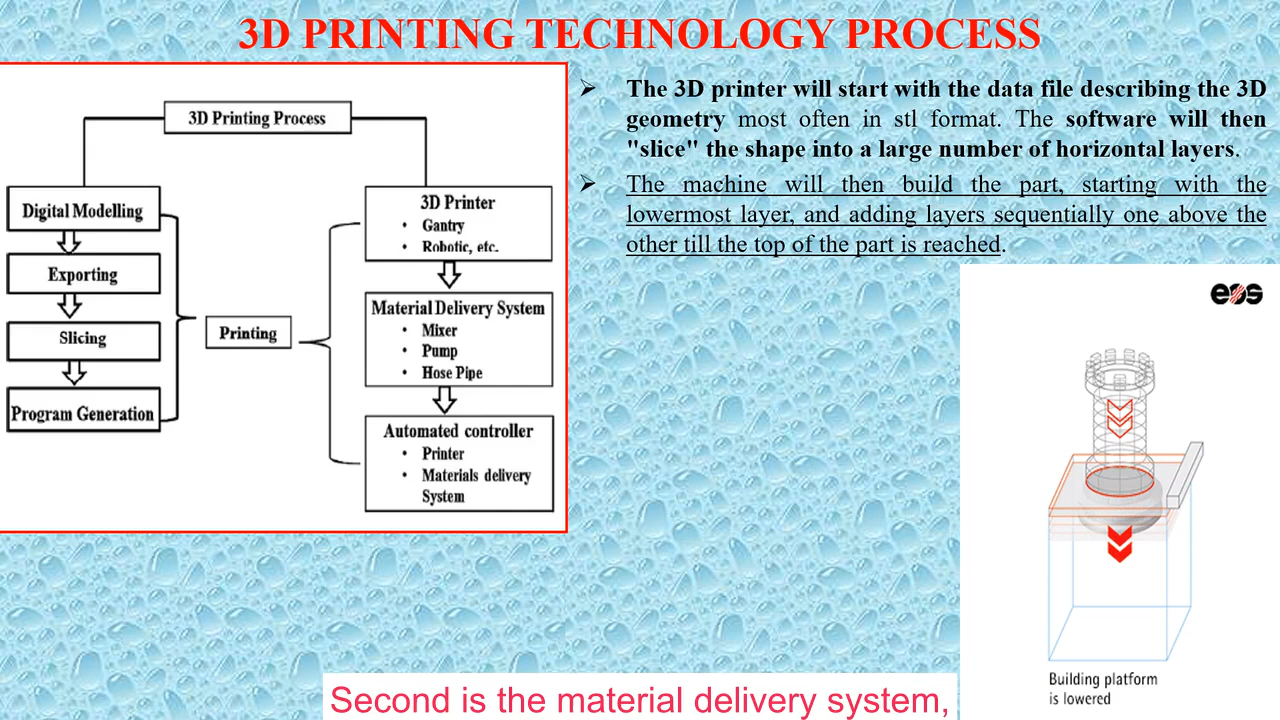 3D PRINTING TECHNOLOGY PROCESS
3D Printing Process
Digital Modelling
Exporting
Slicing
Program Generation
Printing
3D Printer
• Gantry
• Robotic, etc.
Material Delivery System
• Mixer
• Pump
• Hose Pipe
Automated controller
• Printer
• Materials delivery
System
➢ The 3D printer will start with the data file describing the 3D
geometry most often in stl format. The software will then
"slice" the shape into a large number of horizontal layers.
➢ The machine will then build the part, starting with the
lowermost layer, and adding layers sequentially one above the
other till the top of the part is reached.
eos
Building platform
is lowered
Second is the material delivery system,